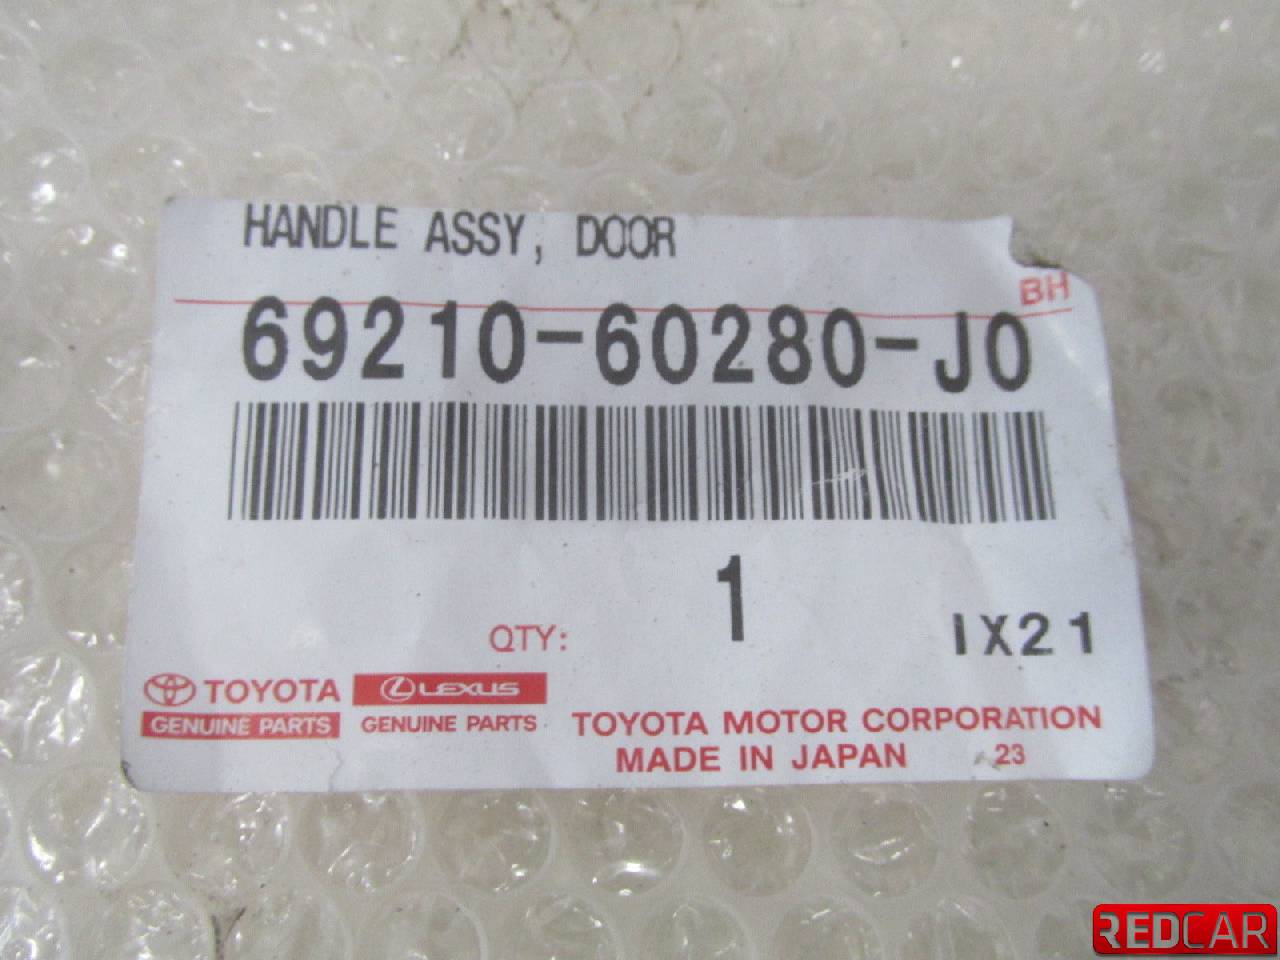 HANDLE ASSY, DOOR
BH
69210-60280-J0
1
QTY:
IX21
TOYOTA
GENUINE PARTS
LEXUS
GENUINE PARTS
TOYOTA MOTOR CORPORATION
MADE IN JAPAN 23
REDCAR